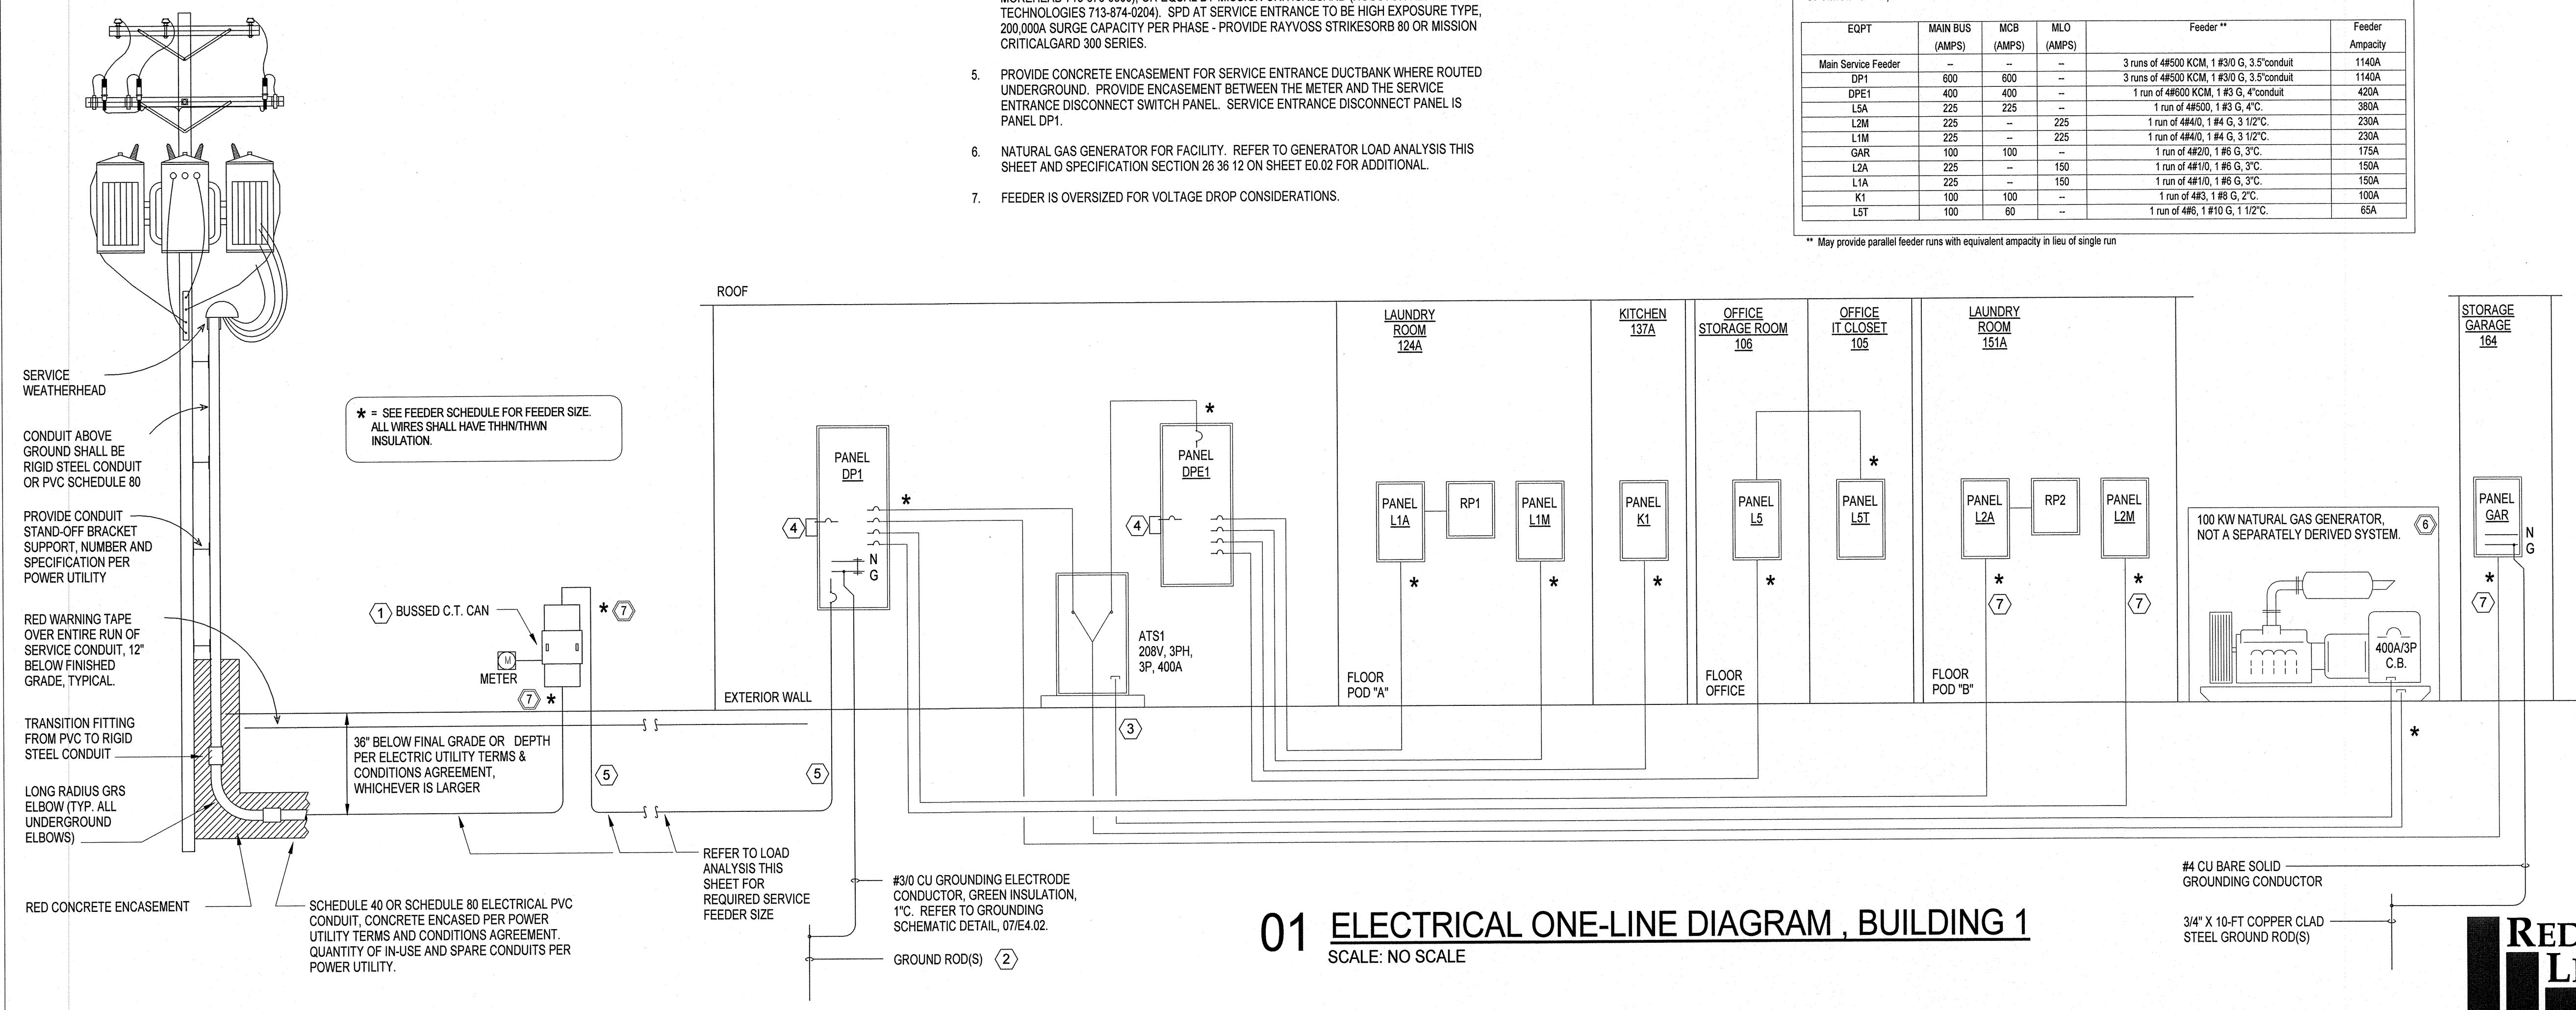 TECHNOLOGIES 713-874-0204). SPD AT SERVICE ENTRANCE TO BE HIGH EXPOSURE TYPE,
200,000A SURGE CAPACITY PER PHASE - PROVIDE RAYVOSS STRIKESORB 80 OR MISSION
CRITICALGARD 300 SERIES.
5. PROVIDE CONCRETE ENCASEMENT FOR SERVICE ENTRANCE DUCTBANK WHERE ROUTED
UNDERGROUND. PROVIDE ENCASEMENT BETWEEN THE METER AND THE SERVICE
ENTRANCE DISCONNECT SWITCH PANEL. SERVICE ENTRANCE DISCONNECT PANEL IS
PANEL DP1.
6. NATURAL GAS GENERATOR FOR FACILITY. REFER TO GENERATOR LOAD ANALYSIS THIS
SHEET AND SPECIFICATION SECTION 26 36 12 ON SHEET E0.02 FOR ADDITIONAL.
7. FEEDER IS OVERSIZED FOR VOLTAGE DROP CONSIDERATIONS.
EQPT MAIN BUS MCB MLO Feeder ** Feeder
(AMPS) (AMPS) (AMPS) Ampacity
Main Service Feeder -- -- -- 3 runs of 4#500 KCM, 1 #3/0 G, 3.5"conduit 1140A
DP1 600 600 -- 3 runs of 4#500 KCM, 1 #3/0 G, 3.5"conduit 1140A
DPE1 400 400 -- 1 run of 4#600 KCM, 1 #3 G, 4"conduit 420A
L5A 225 225 -- 1 run of 4#500, 1 #3 G, 4"C. 380A
L2M 225 -- 225 1 run of 4#4/0, 1 #4 G, 3 1/2"C. 230A
L1M 225 -- 225 1 run of 4#4/0, 1 #4 G, 3 1/2"C. 230A
GAR 100 100 -- 1 run of 4#2/0, 1 #6 G, 3"C. 175A
L2A 225 -- 150 1 run of 4#1/0, 1 #6 G, 3"C. 150A
L1A 225 -- 150 1 run of 4#1/0, 1 #6 G, 3"C. 150A
K1 100 100 -- 1 run of 4#3, 1 #8 G, 2"C. 100A
L5T 100 60 -- 1 run of 4#6, 1 #10 G, 1 1/2"C. 65A
** May provide parallel feeder runs with equivalent ampacity in lieu of single run
ROOF
LAUNDRY
ROOM
124A
KITCHEN
137A
OFFICE
STORAGE ROOM
106
OFFICE
IT CLOSET
105
LAUNDRY
ROOM
151A
STORAGE
GARAGE
164
SERVICE
WEATHERHEAD
* = SEE FEEDER SCHEDULE FOR FEEDER SIZE.
ALL WIRES SHALL HAVE THHN/THWN
INSULATION.
CONDUIT ABOVE
GROUND SHALL BE
RIGID STEEL CONDUIT
OR PVC SCHEDULE 80
PROVIDE CONDUIT
STAND-OFF BRACKET
SUPPORT, NUMBER AND
SPECIFICATION PER
POWER UTILITY
RED WARNING TAPE
OVER ENTIRE RUN OF
SERVICE CONDUIT, 12"
BELOW FINISHED
GRADE, TYPICAL.
TRANSITION FITTING
FROM PVC TO RIGID
STEEL CONDUIT
LONG RADIUS GRS
ELBOW (TYP. ALL
UNDERGROUND
ELBOWS)
RED CONCRETE ENCASEMENT
1 BUSSED C.T. CAN
M
METER
* 7
7 *
36" BELOW FINAL GRADE OR DEPTH
PER ELECTRIC UTILITY TERMS &
CONDITIONS AGREEMENT,
WHICHEVER IS LARGER
5
5
EXTERIOR WALL
PANEL
DP1
*
4
N
G
PANEL
DPE1
*
4
ATS1
208V, 3PH,
3P, 400A
3
PANEL
L1A
*
RP1
PANEL
L1M
*
FLOOR
POD "A"
PANEL
K1
*
PANEL
L5
*
FLOOR
OFFICE
PANEL
L5T
*
PANEL
L2A
*
7
RP2
PANEL
L2M
*
7
FLOOR
POD "B"
100 KW NATURAL GAS GENERATOR,
NOT A SEPARATELY DERIVED SYSTEM.
6
400A/3P
C.B.
*
PANEL
GAR
N
G
*
7
REFER TO LOAD
ANALYSIS THIS
SHEET FOR
REQUIRED SERVICE
FEEDER SIZE
SCHEDULE 40 OR SCHEDULE 80 ELECTRICAL PVC
CONDUIT, CONCRETE ENCASED PER POWER
UTILITY TERMS AND CONDITIONS AGREEMENT.
QUANTITY OF IN-USE AND SPARE CONDUITS PER
POWER UTILITY.
#3/0 CU GROUNDING ELECTRODE
CONDUCTOR, GREEN INSULATION,
1"C. REFER TO GROUNDING
SCHEMATIC DETAIL, 07/E4.02.
GROUND ROD(S) 2
01 ELECTRICAL ONE-LINE DIAGRAM , BUILDING 1
SCALE: NO SCALE
#4 CU BARE SOLID
GROUNDING CONDUCTOR
3/4" X 10-FT COPPER CLAD
STEEL GROUND ROD(S)
RED